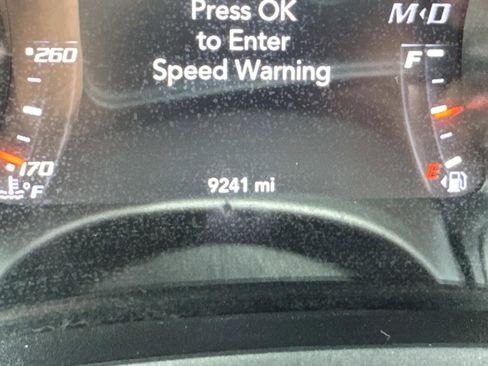 Press OK
to Enter
Speed Warning
M◄D
260
F
170
°F
E
9241 mi